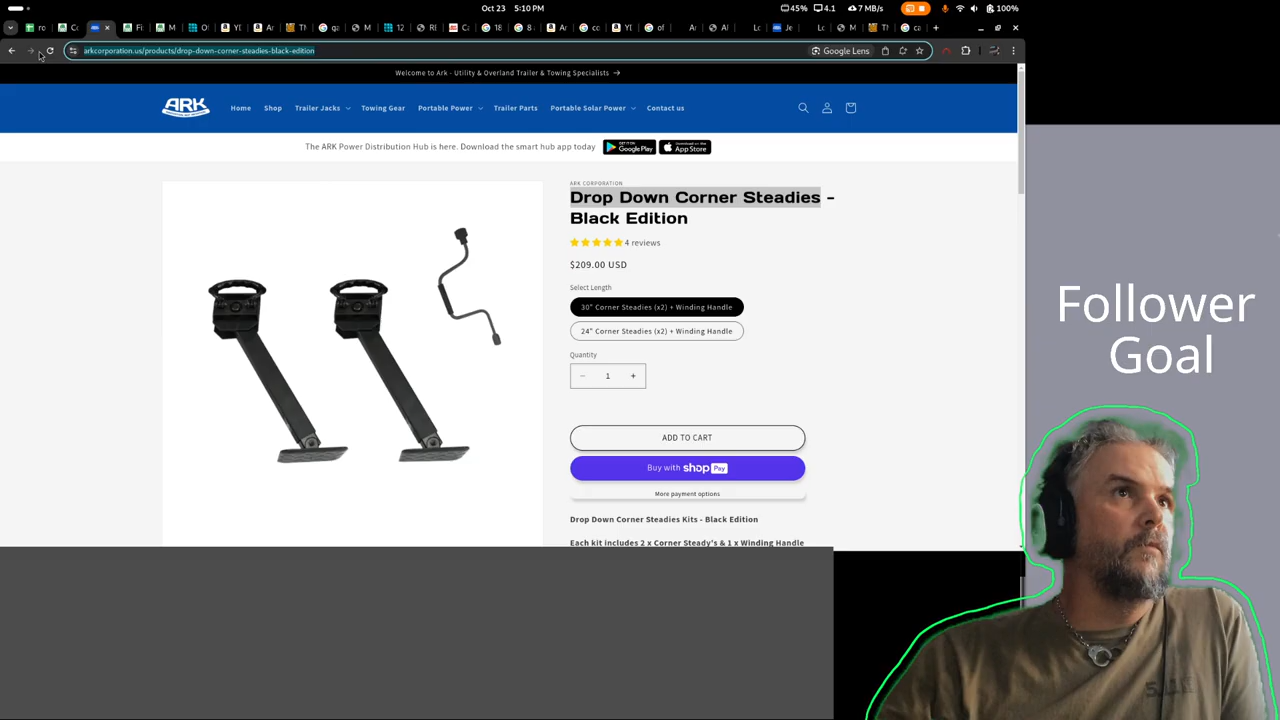 Oct 23 5:10 PM
45% 4.1 7 MB/s 100%
arkcorporation.us/products/drop-down-corner-steadies-black-edition
Google Lens
Welcome to Ark - Utility & Overland Trailer & Towing Specialists →
ARK Home Shop Trailer Jacks Towing Gear Portable Power Trailer Parts Portable Solar Power Contact us
The ARK Power Distribution Hub is here. Download the smart hub app today
GET IT ON Google Play
App Store
ARK CORPORATION
Drop Down Corner Steadies -
Black Edition
4 reviews
$209.00 USD
Select Length
30" Corner Steadies (x2) + Winding Handle
24" Corner Steadies (x2) + Winding Handle
Quantity
− 1 +
ADD TO CART
Buy with shop Pay
More payment options
Drop Down Corner Steadies Kits - Black Edition
Each kit includes 2 x Corner Steady's & 1 x Winding Handle
Follower
Goal